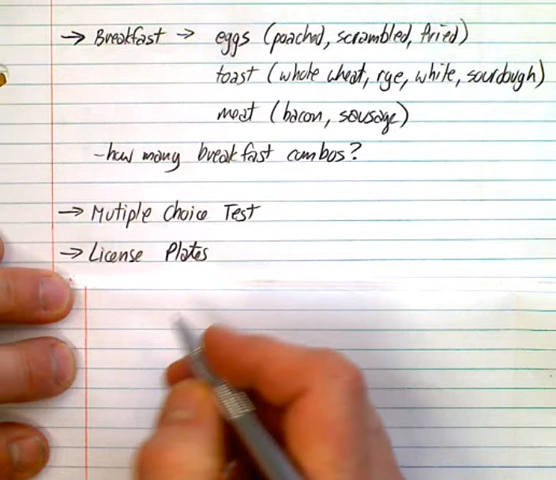 → Breakfast → eggs (poached, scrambled, fried)
toast (whole wheat, rye, white, sourdough)
meat (bacon, sausage)
-how many breakfast combos?
→ Mutiple Choice Test
→ License Plates